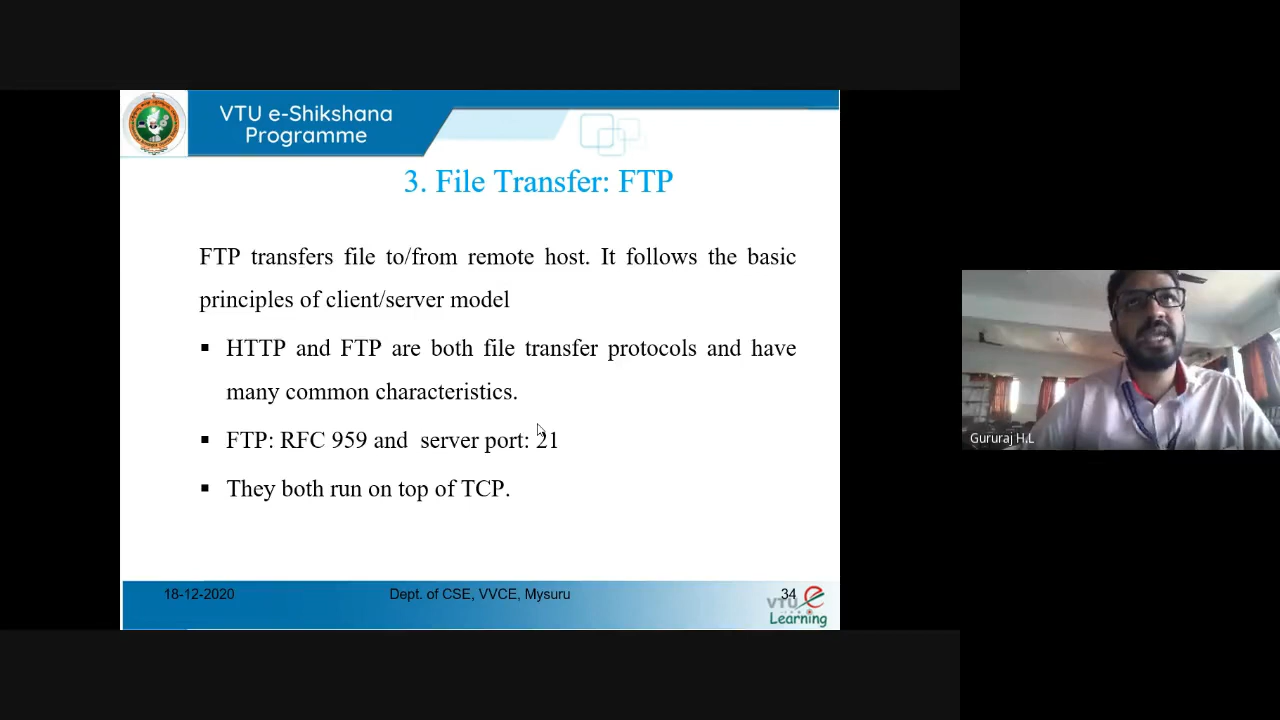 VTU e-Shikshana
Programme
3. File Transfer: FTP
FTP transfers file to/from remote host. It follows the basic
principles of client/server model
▪ HTTP and FTP are both file transfer protocols and have
many common characteristics.
▪ FTP: RFC 959 and server port: 21
▪ They both run on top of TCP.
Gururaj H L
18-12-2020
Dept. of CSE, VVCE, Mysuru
34
VTU e
Learning